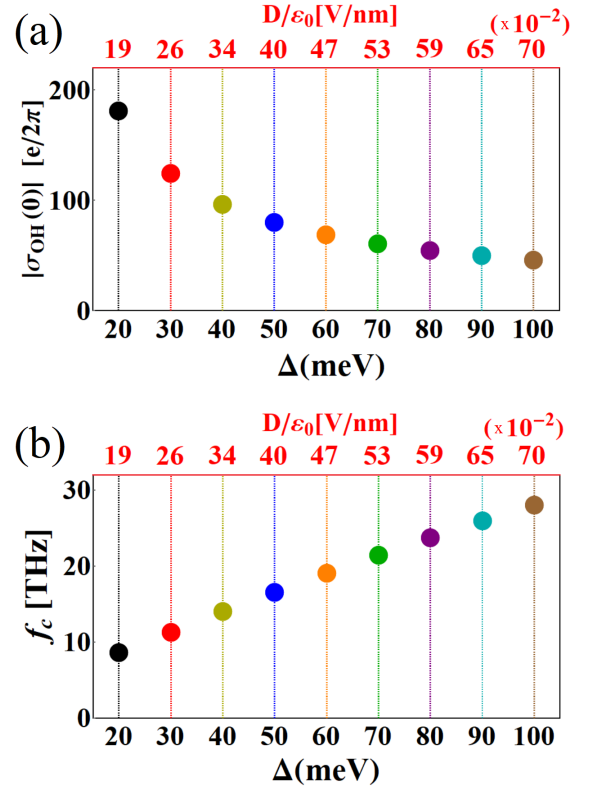 (a)
D/ε₀[V/nm] (×10⁻²)
19 26 34 40 47 53 59 65 70
200
100
0
|σ_OH(0)| [e/2π]
20 30 40 50 60 70 80 90 100
Δ(meV)
(b)
D/ε₀[V/nm] (×10⁻²)
19 26 34 40 47 53 59 65 70
30
20
10
0
f_c [THz]
20 30 40 50 60 70 80 90 100
Δ(meV)